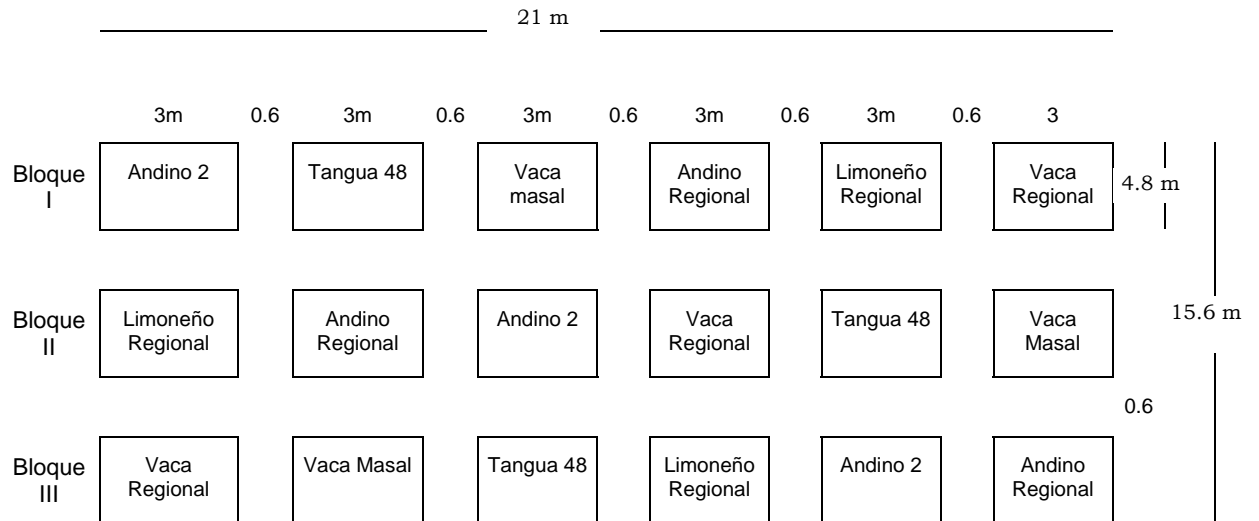 21 m
3m 0.6 3m 0.6 3m 0.6 3m 0.6 3m 0.6 3
Bloque
I
Andino 2
Tangua 48
Vaca
masal
Andino
Regional
Limoneño
Regional
Vaca
Regional
4.8 m
Bloque
II
Limoneño
Regional
Andino
Regional
Andino 2
Vaca
Regional
Tangua 48
Vaca
Masal
15.6 m
0.6
Bloque
III
Vaca
Regional
Vaca Masal
Tangua 48
Limoneño
Regional
Andino 2
Andino
Regional